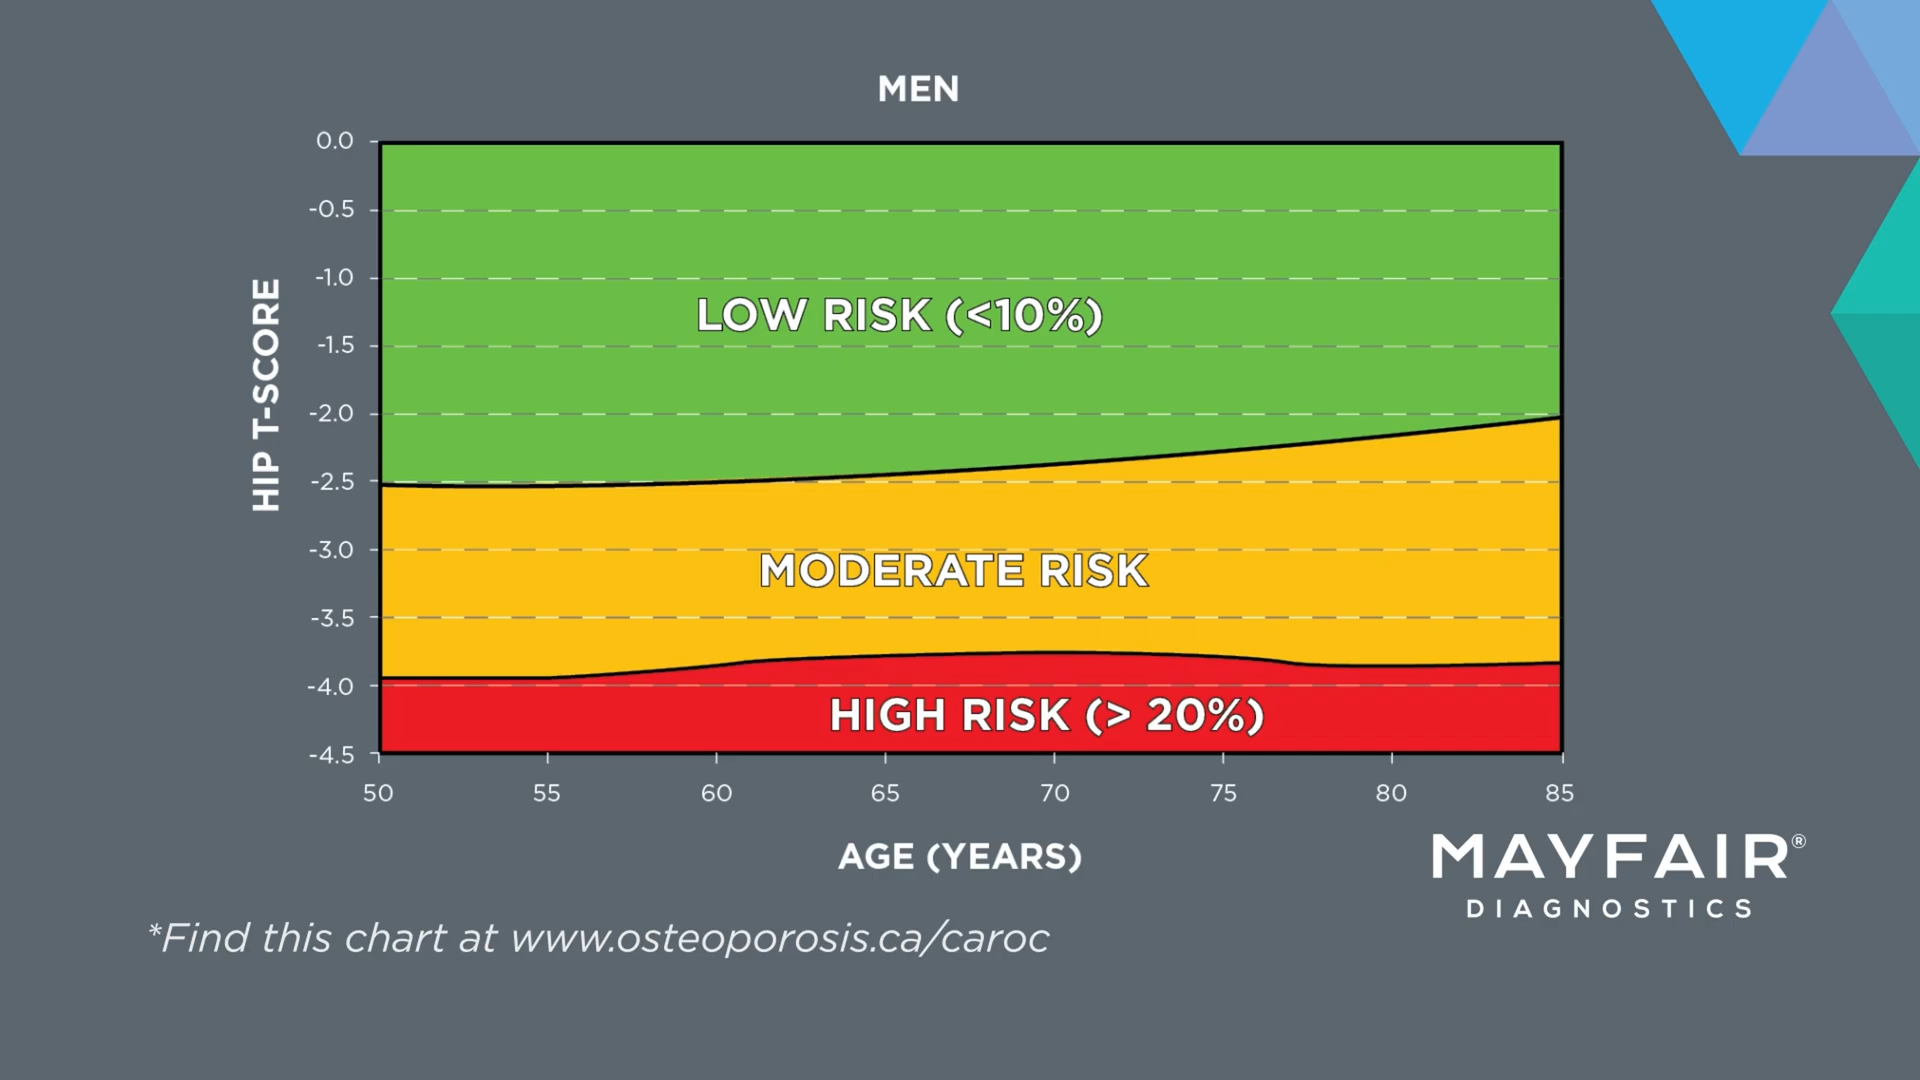 MEN
0.0
-0.5
-1.0
-1.5
-2.0
-2.5
-3.0
-3.5
-4.0
-4.5
HIP T-SCORE
LOW RISK (<10%)
MODERATE RISK
HIGH RISK (> 20%)
50 55 60 65 70 75 80 85
AGE (YEARS)
MAYFAIR®
DIAGNOSTICS
*Find this chart at www.osteoporosis.ca/caroc